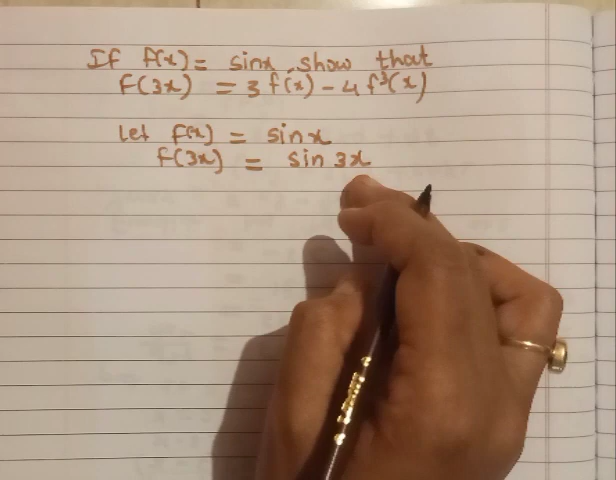 If f(x) = sinx, show that
f(3x) = 3f(x) - 4f³(x)
Let f(x) = sinx
f(3x) = sin 3x